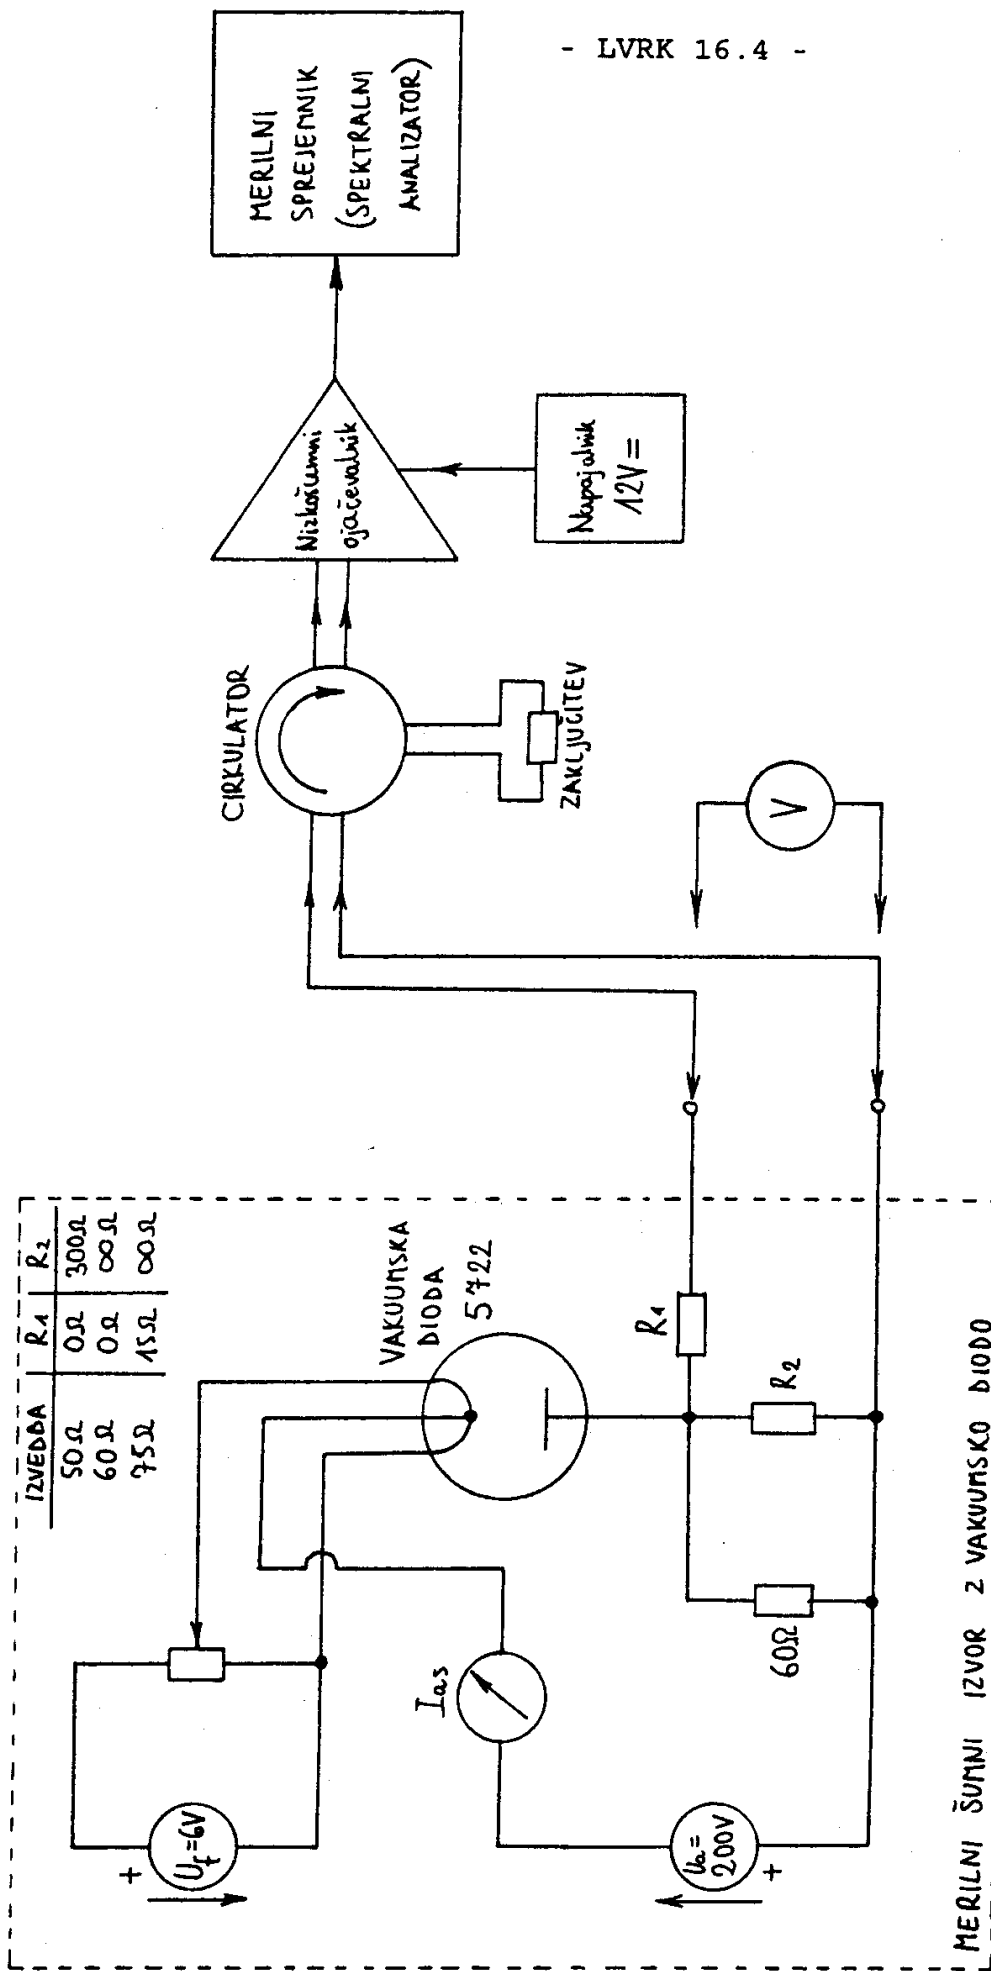 - LVRK 16.4 -
MERILNI
SPREJEMNIK
(SPEKTRALNI
ANALIZATOR)
Nizkošumni
ojačevalnik
Napajalnik
12V=
CIRKULATOR
ZAKLJUČITEV
V
IZVEDBA R1 R2
50Ω 0Ω 300Ω
60Ω 0Ω ∞Ω
75Ω 15Ω ∞Ω
VAKUUMSKA
DIODA
5722
R1
R2
60Ω
Ias
+
Uf=6V
Ua=
200V
+
MERILNI ŠUMNI IZVOR Z VAKUUMSKO DIODO